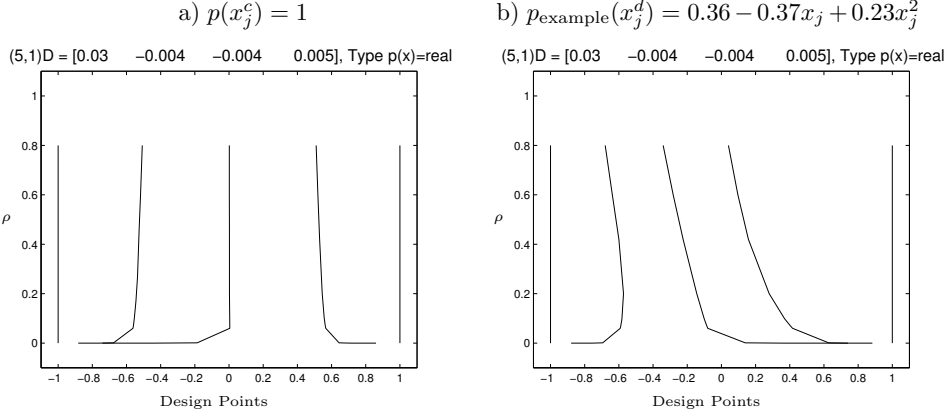 a) p(x_j^c) = 1
(5,1)D = [0.03 −0.004 −0.004 0.005], Type p(x)=real
1
0.8
0.6
ρ
0.4
0.2
0
−1 −0.8 −0.6 −0.4 −0.2 0 0.2 0.4 0.6 0.8 1
Design Points
b) p_example(x_j^d) = 0.36 − 0.37x_j + 0.23x_j^2
(5,1)D = [0.03 −0.004 −0.004 0.005], Type p(x)=real
1
0.8
0.6
ρ
0.4
0.2
0
−1 −0.8 −0.6 −0.4 −0.2 0 0.2 0.4 0.6 0.8 1
Design Points